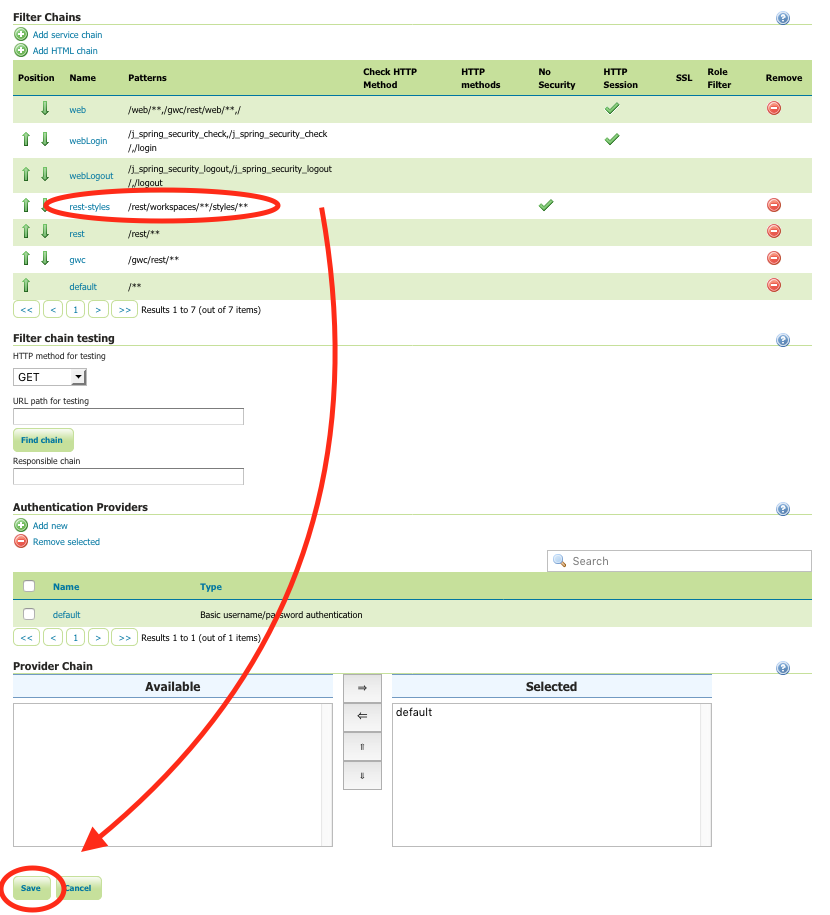 Filter Chains
Add service chain
Add HTML chain
Position Name Patterns Check HTTP Method HTTP methods No Security HTTP Session SSL Role Filter Remove
web /web/**,/gwc/rest/web/**,/
webLogin /j_spring_security_check,/j_spring_security_check
/,/login
webLogout /j_spring_security_logout,/j_spring_security_logout
/,/logout
rest-styles /rest/workspaces/**/styles/**
rest /rest/**
gwc /gwc/rest/**
default /**
<< < 1 > >> Results 1 to 7 (out of 7 items)
Filter chain testing
HTTP method for testing
GET
URL path for testing
Find chain
Responsible chain
Authentication Providers
Add new
Remove selected
Search
Name Type
default Basic username/password authentication
<< < 1 > >> Results 1 to 1 (out of 1 items)
Provider Chain
Available Selected
⇒
default
⇐
⇑
⇓
Save Cancel